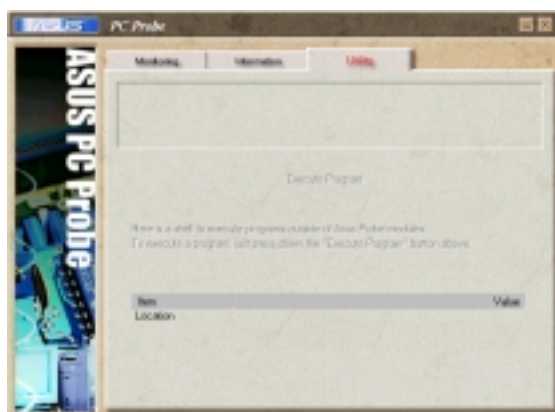 ASUS PC Probe
Monitoring Information Utility
ASUS PC Probe
Execute Program
Here is a shell to execute programs outside of Asus Probe modules.
To execute a program, just press down the "Execute Program" button above.
Item Value
Location